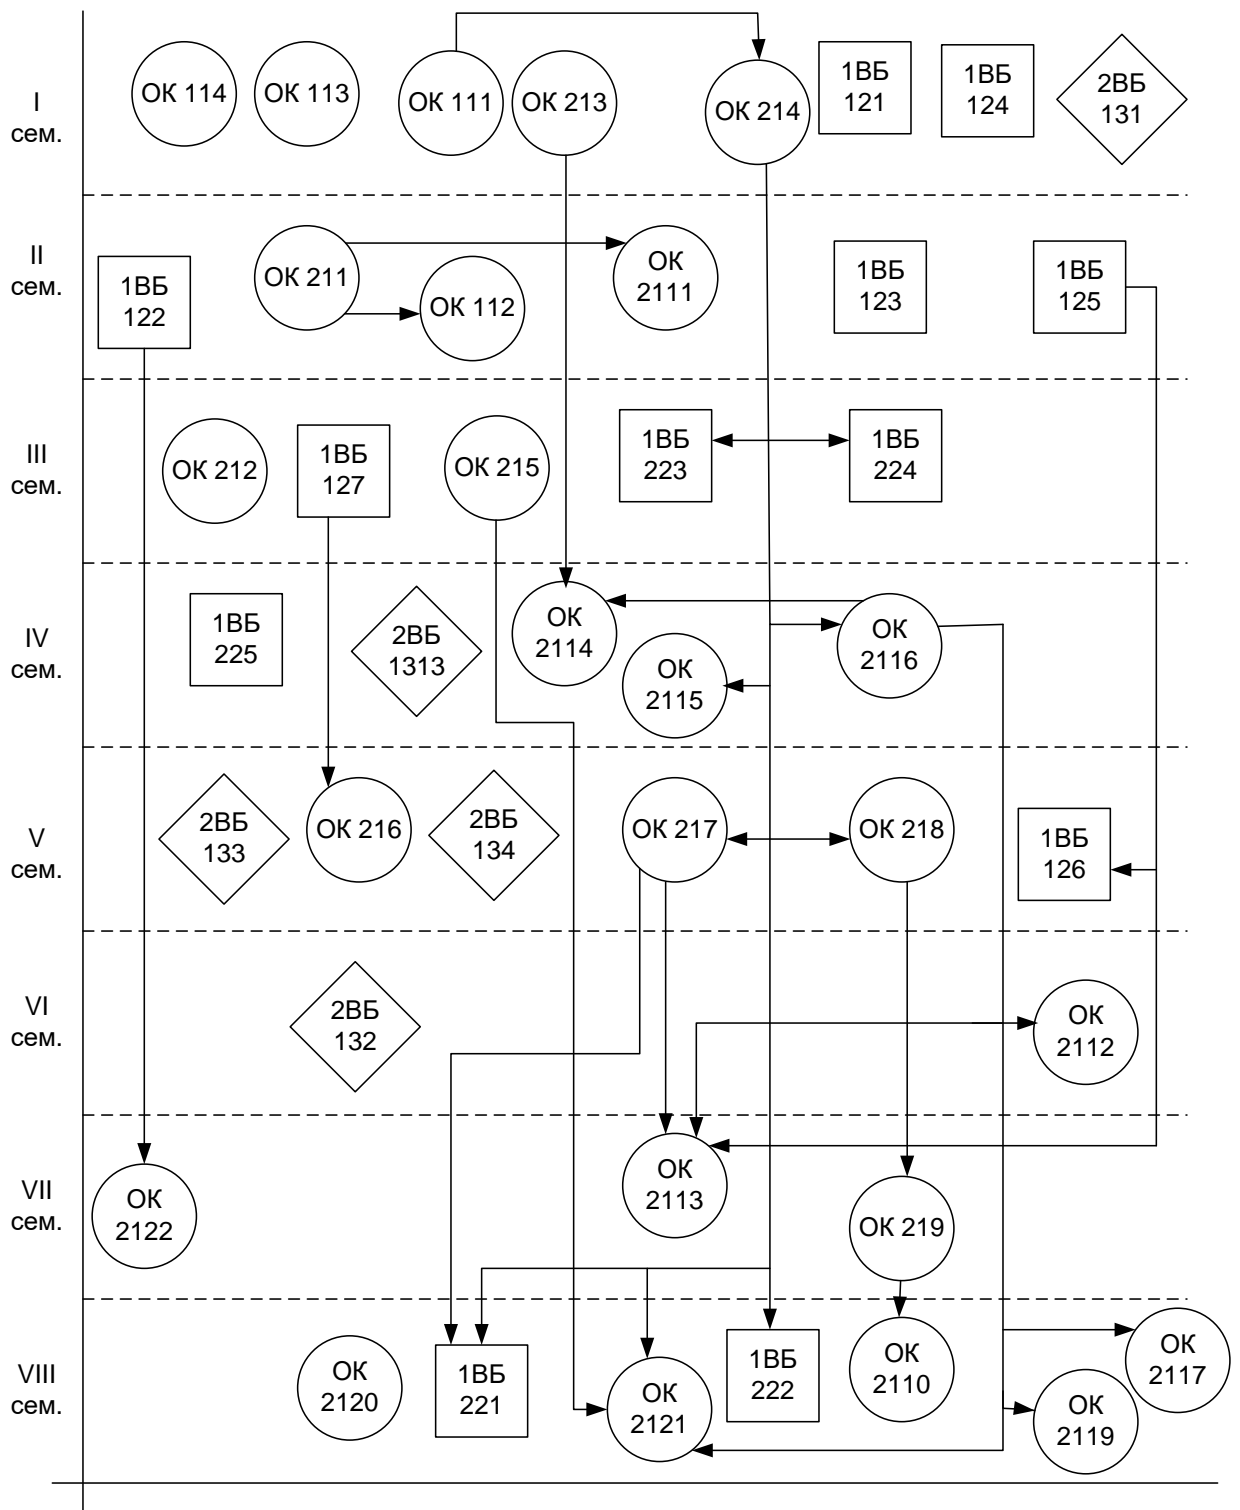 I
сем.
ОК 114
ОК 113
ОК 111
ОК 213
ОК 214
1ВБ
121
1ВБ
124
2ВБ
131
II
сем.
1ВБ
122
ОК 211
ОК 112
ОК
2111
1ВБ
123
1ВБ
125
III
сем.
ОК 212
1ВБ
127
ОК 215
1ВБ
223
1ВБ
224
IV
сем.
1ВБ
225
2ВБ
1313
ОК
2114
ОК
2115
ОК
2116
V
сем.
2ВБ
133
ОК 216
2ВБ
134
ОК 217
ОК 218
1ВБ
126
VI
сем.
2ВБ
132
ОК
2112
VII
сем.
ОК
2122
ОК
2113
ОК 219
VIII
сем.
ОК
2120
1ВБ
221
ОК
2121
1ВБ
222
ОК
2110
ОК
2119
ОК
2117